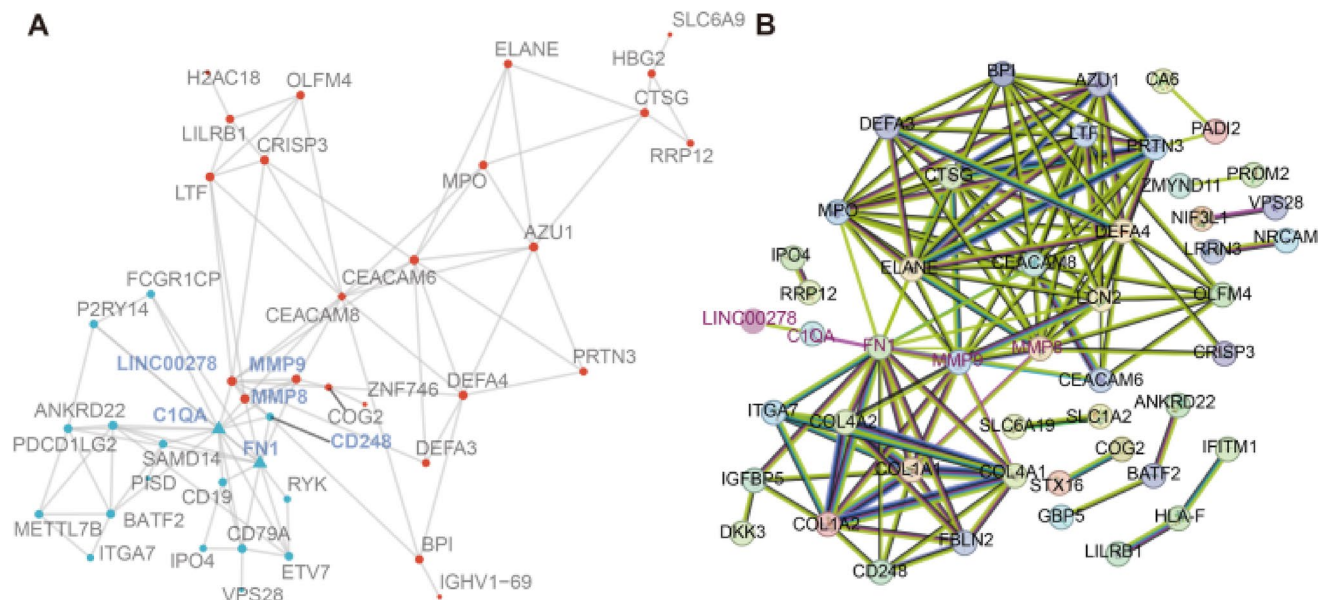 A
SLC6A9
ELANE
HBG2
H2AC18
OLFM4
CTSG
LILRB1
CRISP3
RRP12
LTF
MPO
AZU1
FCGR1CP
CEACAM6
P2RY14
CEACAM8
LINC00278
MMP9
PRTN3
MMP8
ZNF746
DEFA4
ANKRD22
C1QA
COG2
PDCD1LG2
FN1
CD248
SAMD14
DEFA3
PISD
CD19
RYK
METTL7B
BATF2
CD79A
ITGA7
IPO4
ETV7
BPI
VPS28
IGHV1-69
B
BPI
AZU1
CA6
DEFA3
LTF
PRTN3
PADI2
CTSG
ZMYND11
PROM2
MPO
NIF3L1
VPS28
DEFA4
LRRN3
NRCAM
IPO4
ELANE
CEACAM8
RRP12
LCN2
OLFM4
LINC00278
C1QA
FN1
MMP9
MMP8
CRISP3
CEACAM6
ITGA7
COL4A2
SLC6A19
SLC1A2
ANKRD22
COG2
IFITM1
IGFBP5
COL1A1
COL4A1
STX16
BATF2
DKK3
COL1A2
FBLN2
GBP5
HLA-F
CD248
LILRB1